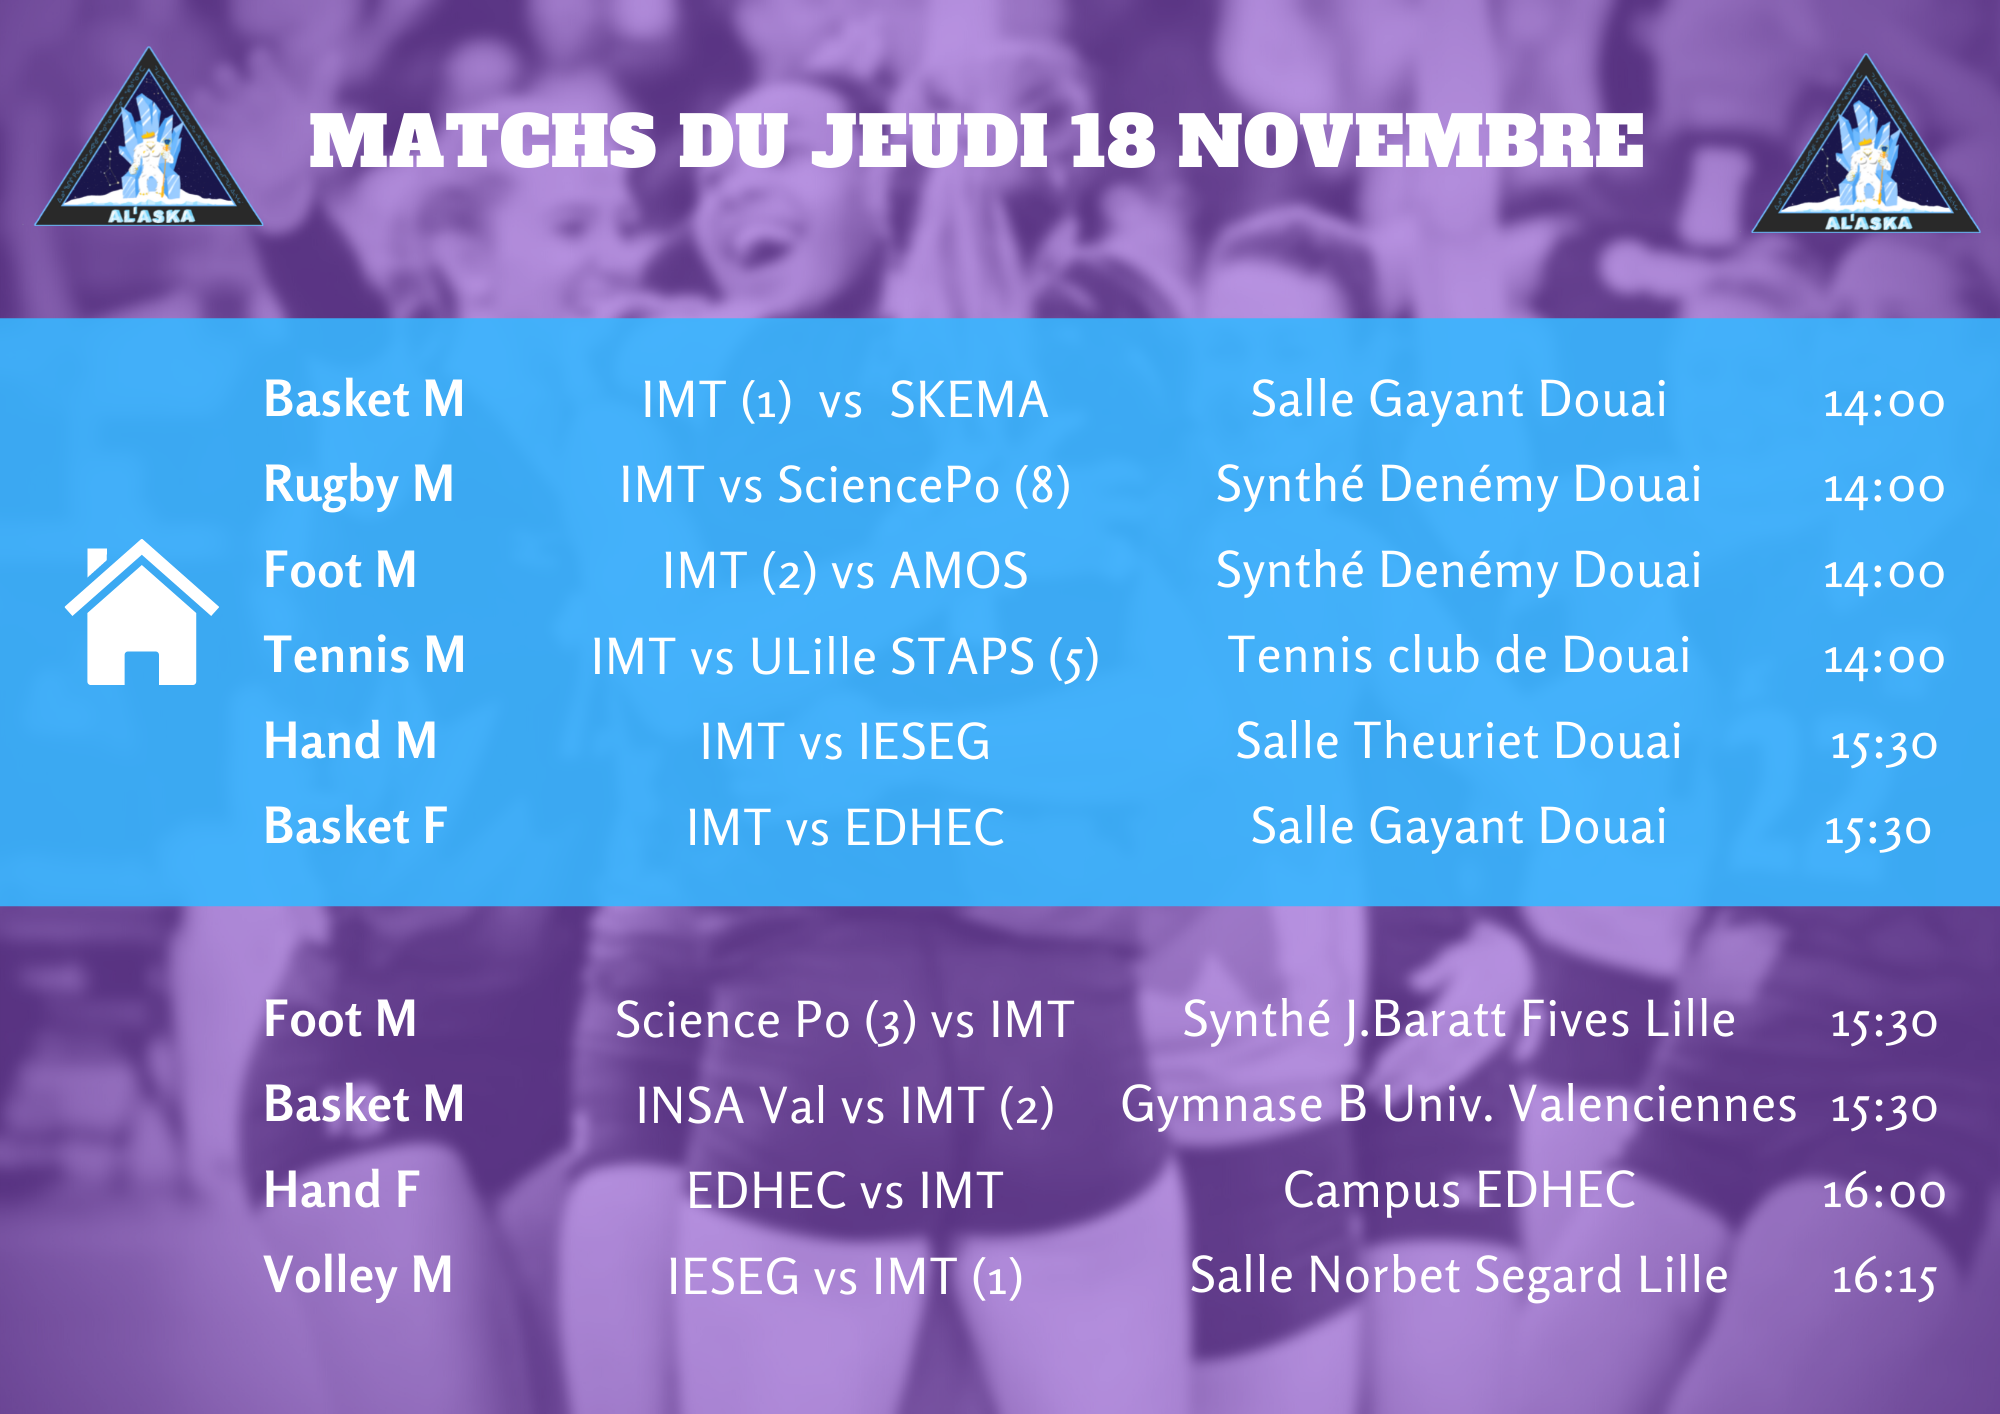 MATCHS DU JEUDI 18 NOVEMBRE
AL'ASKA
AL'ASKA
Basket M IMT (1) vs SKEMA Salle Gayant Douai 14:00
Rugby M IMT vs SciencePo (8) Synthé Denémy Douai 14:00
Foot M IMT (2) vs AMOS Synthé Denémy Douai 14:00
Tennis M IMT vs ULille STAPS (5) Tennis club de Douai 14:00
Hand M IMT vs IESEG Salle Theuriet Douai 15:30
Basket F IMT vs EDHEC Salle Gayant Douai 15:30
Foot M Science Po (3) vs IMT Synthé J.Baratt Fives Lille 15:30
Basket M INSA Val vs IMT (2) Gymnase B Univ. Valenciennes 15:30
Hand F EDHEC vs IMT Campus EDHEC 16:00
Volley M IESEG vs IMT (1) Salle Norbet Segard Lille 16:15